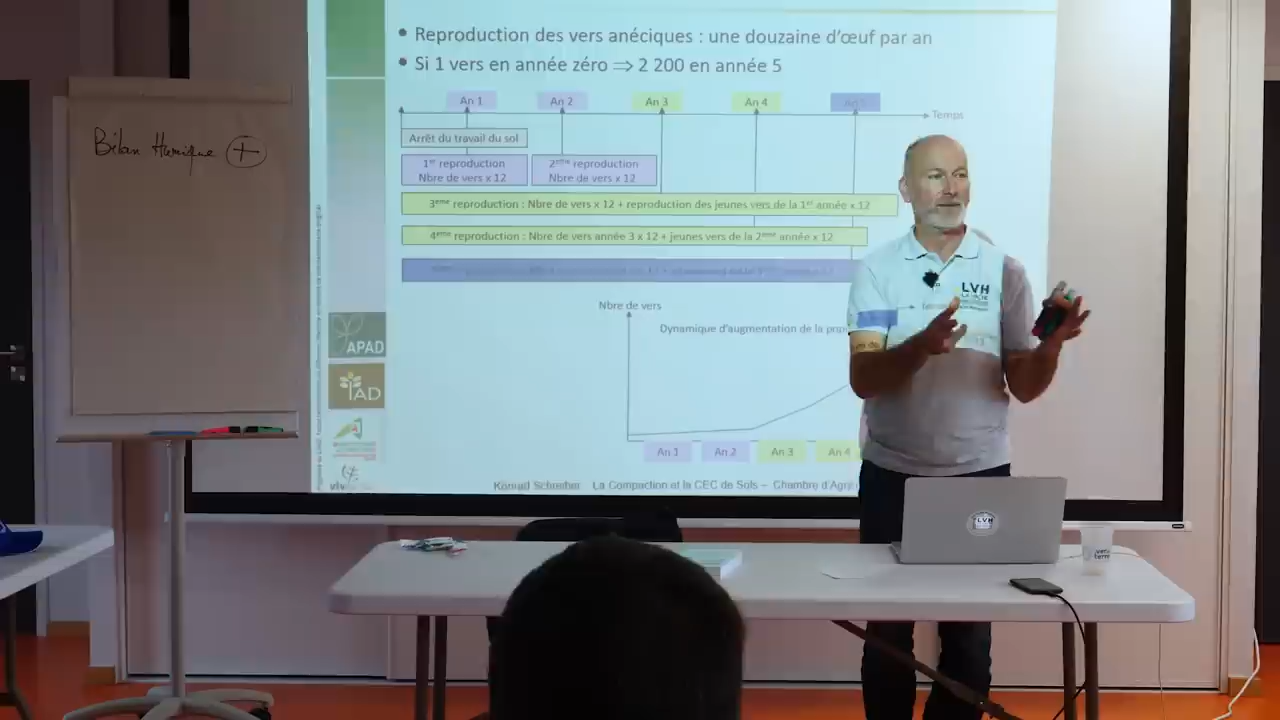 Bilan Humique +
• Reproduction des vers anéciques : une douzaine d'œuf par an
• Si 1 vers en année zéro ⇒ 2 200 en année 5
An 1 An 2 An 3 An 4 An 5
Temps
Arrêt du travail du sol
1er reproduction
Nbre de vers x 12
2ème reproduction
Nbre de vers x 12
3ème reproduction : Nbre de vers x 12 + reproduction des jeunes vers de la 1er année x 12
4ème reproduction : Nbre de vers année 3 x 12 + jeunes vers de la 2ème année x 12
Nbre de vers
Dynamique d'augmentation de la
An 1 An 2 An 3 An 4
Konrad Schreiber La Compaction et la CEC de Sols – Chambre d'Agri
APAD
IAD
LVH
LVH